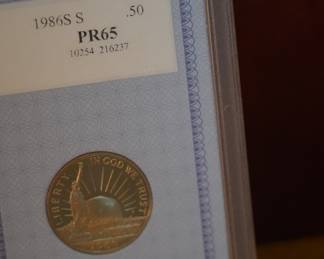 1986S S .50
PR65
10254 216237
LIBERTY IN GOD WE TRUST